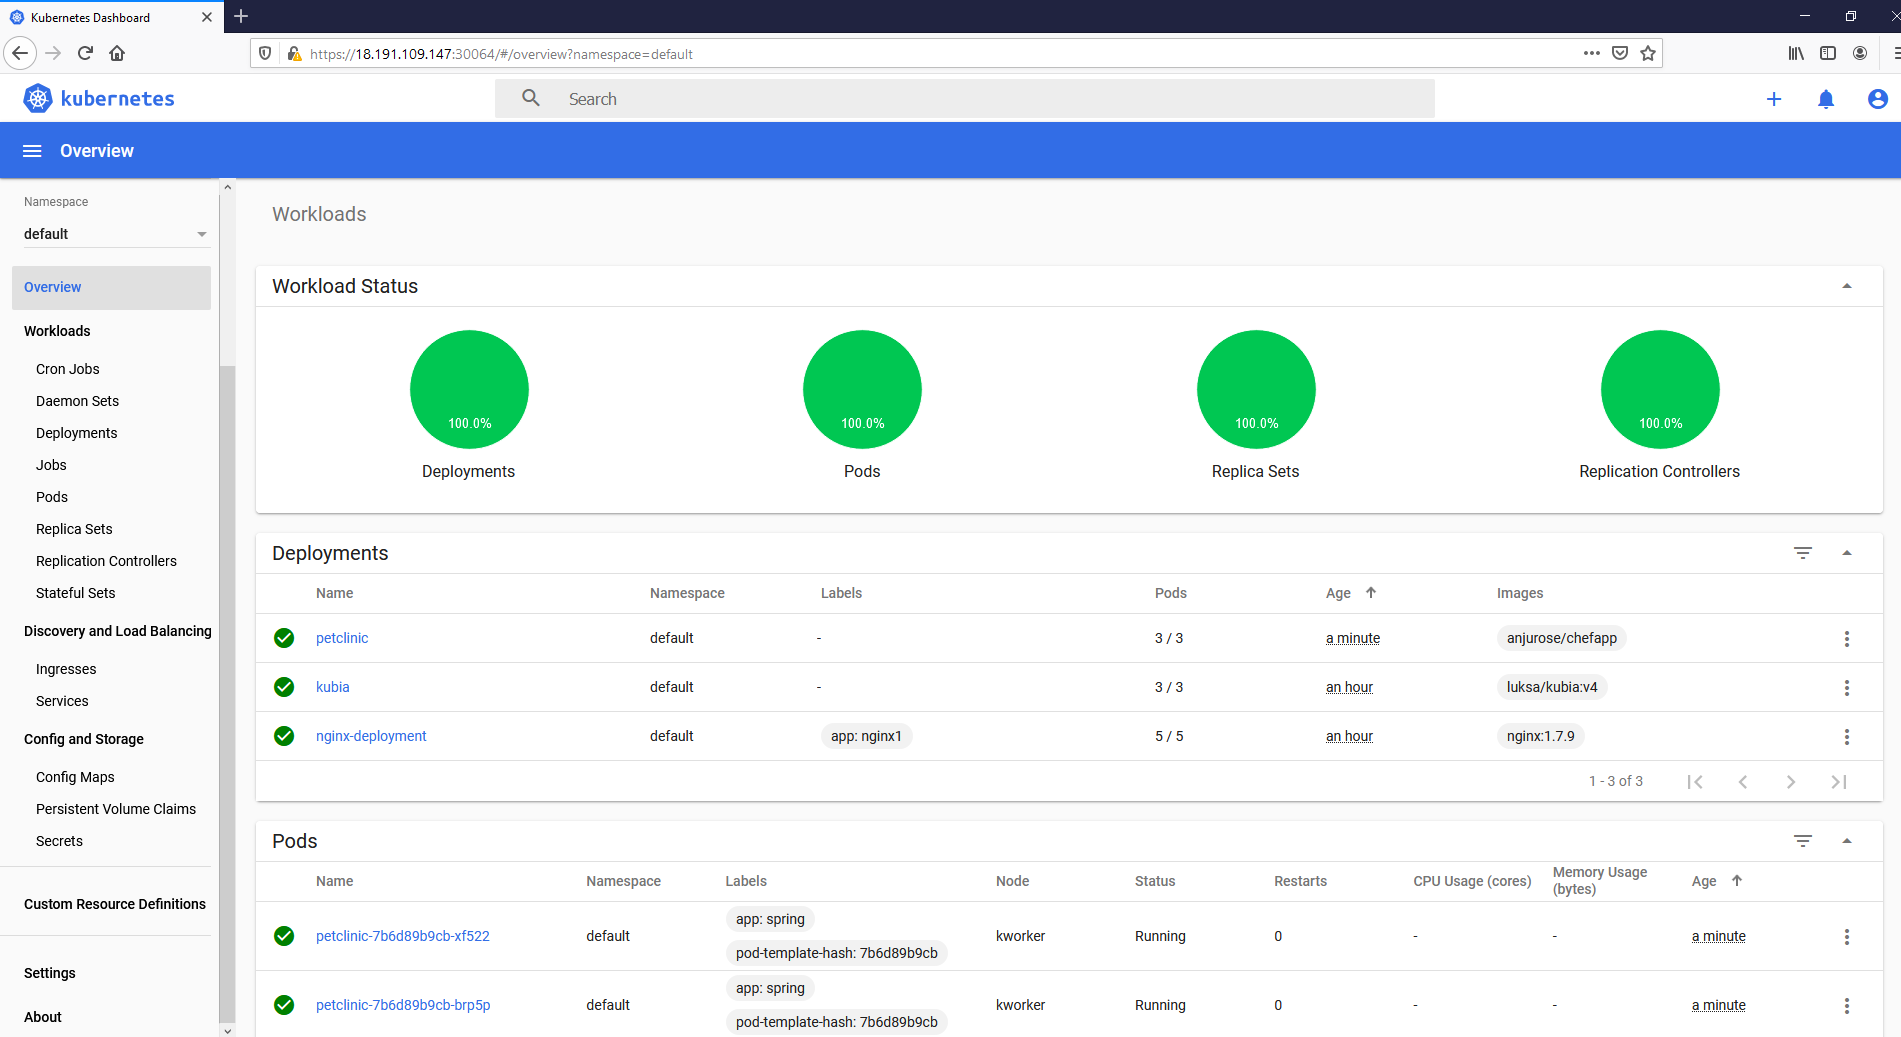 Kubernetes Dashboard
https://18.191.109.147:30064/#/overview?namespace=default
kubernetes
Search
Overview
Namespace
default
Overview
Workloads
Cron Jobs
Daemon Sets
Deployments
Jobs
Pods
Replica Sets
Replication Controllers
Stateful Sets
Discovery and Load Balancing
Ingresses
Services
Config and Storage
Config Maps
Persistent Volume Claims
Secrets
Custom Resource Definitions
Settings
About
Workloads
Workload Status
100.0% 100.0% 100.0% 100.0%
Deployments Pods Replica Sets Replication Controllers
Deployments
Name Namespace Labels Pods Age Images
petclinic default - 3 / 3 a minute anjurose/chefapp
kubia default - 3 / 3 an hour luksa/kubia:v4
nginx-deployment default app: nginx1 5 / 5 an hour nginx:1.7.9
1 - 3 of 3
Pods
Name Namespace Labels Node Status Restarts CPU Usage (cores) Memory Usage (bytes) Age
app: spring
petclinic-7b6d89b9cb-xf522 default kworker Running 0 - - a minute
pod-template-hash: 7b6d89b9cb
app: spring
petclinic-7b6d89b9cb-brp5p default kworker Running 0 - - a minute
pod-template-hash: 7b6d89b9cb